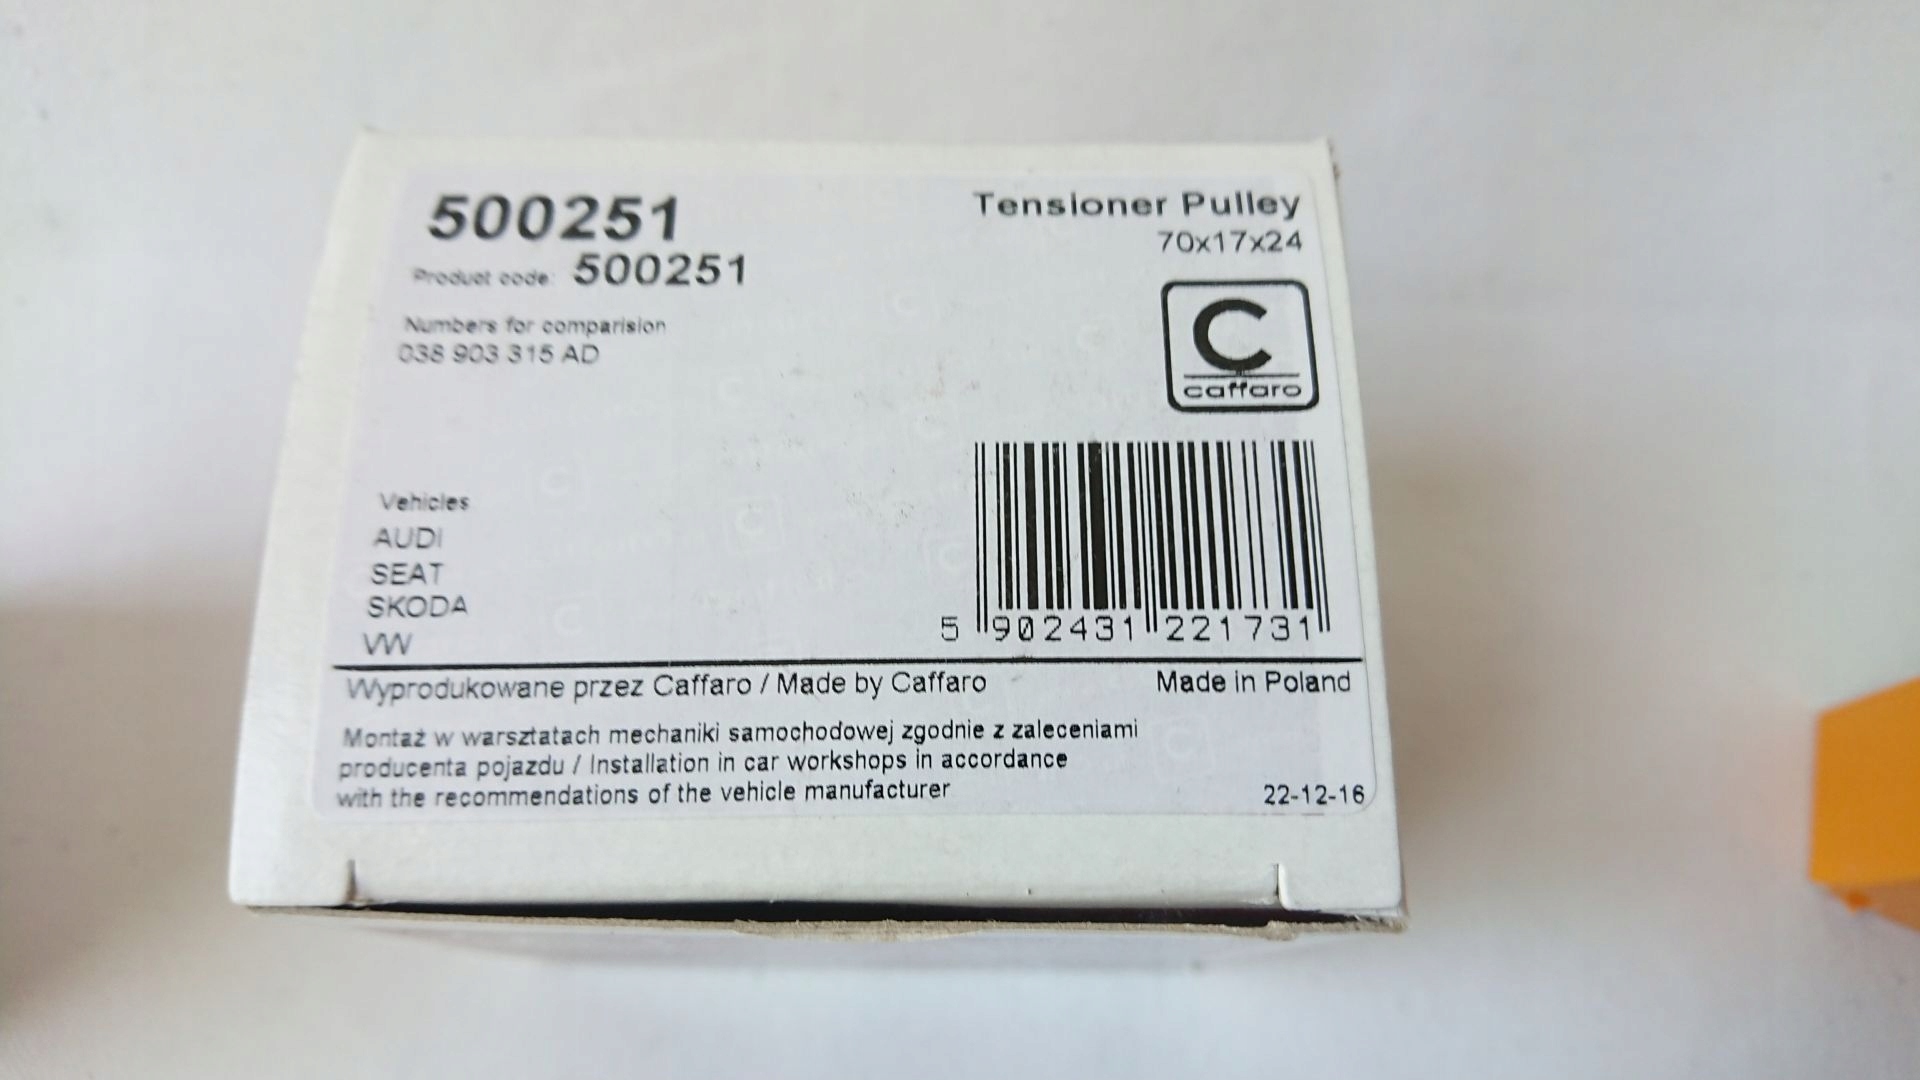 500251
Product code: 500251
Numbers for comparision
038 903 315 AD
Tensioner Pulley
70x17x24
C
caffaro
Vehicles
AUDI
SEAT
SKODA
VW
5 902431 221731
Wyprodukowane przez Caffaro / Made by Caffaro
Made in Poland
Montaż w warsztatach mechaniki samochodowej zgodnie z zaleceniami
producenta pojazdu / Installation in car workshops in accordance
with the recommendations of the vehicle manufacturer
22-12-16